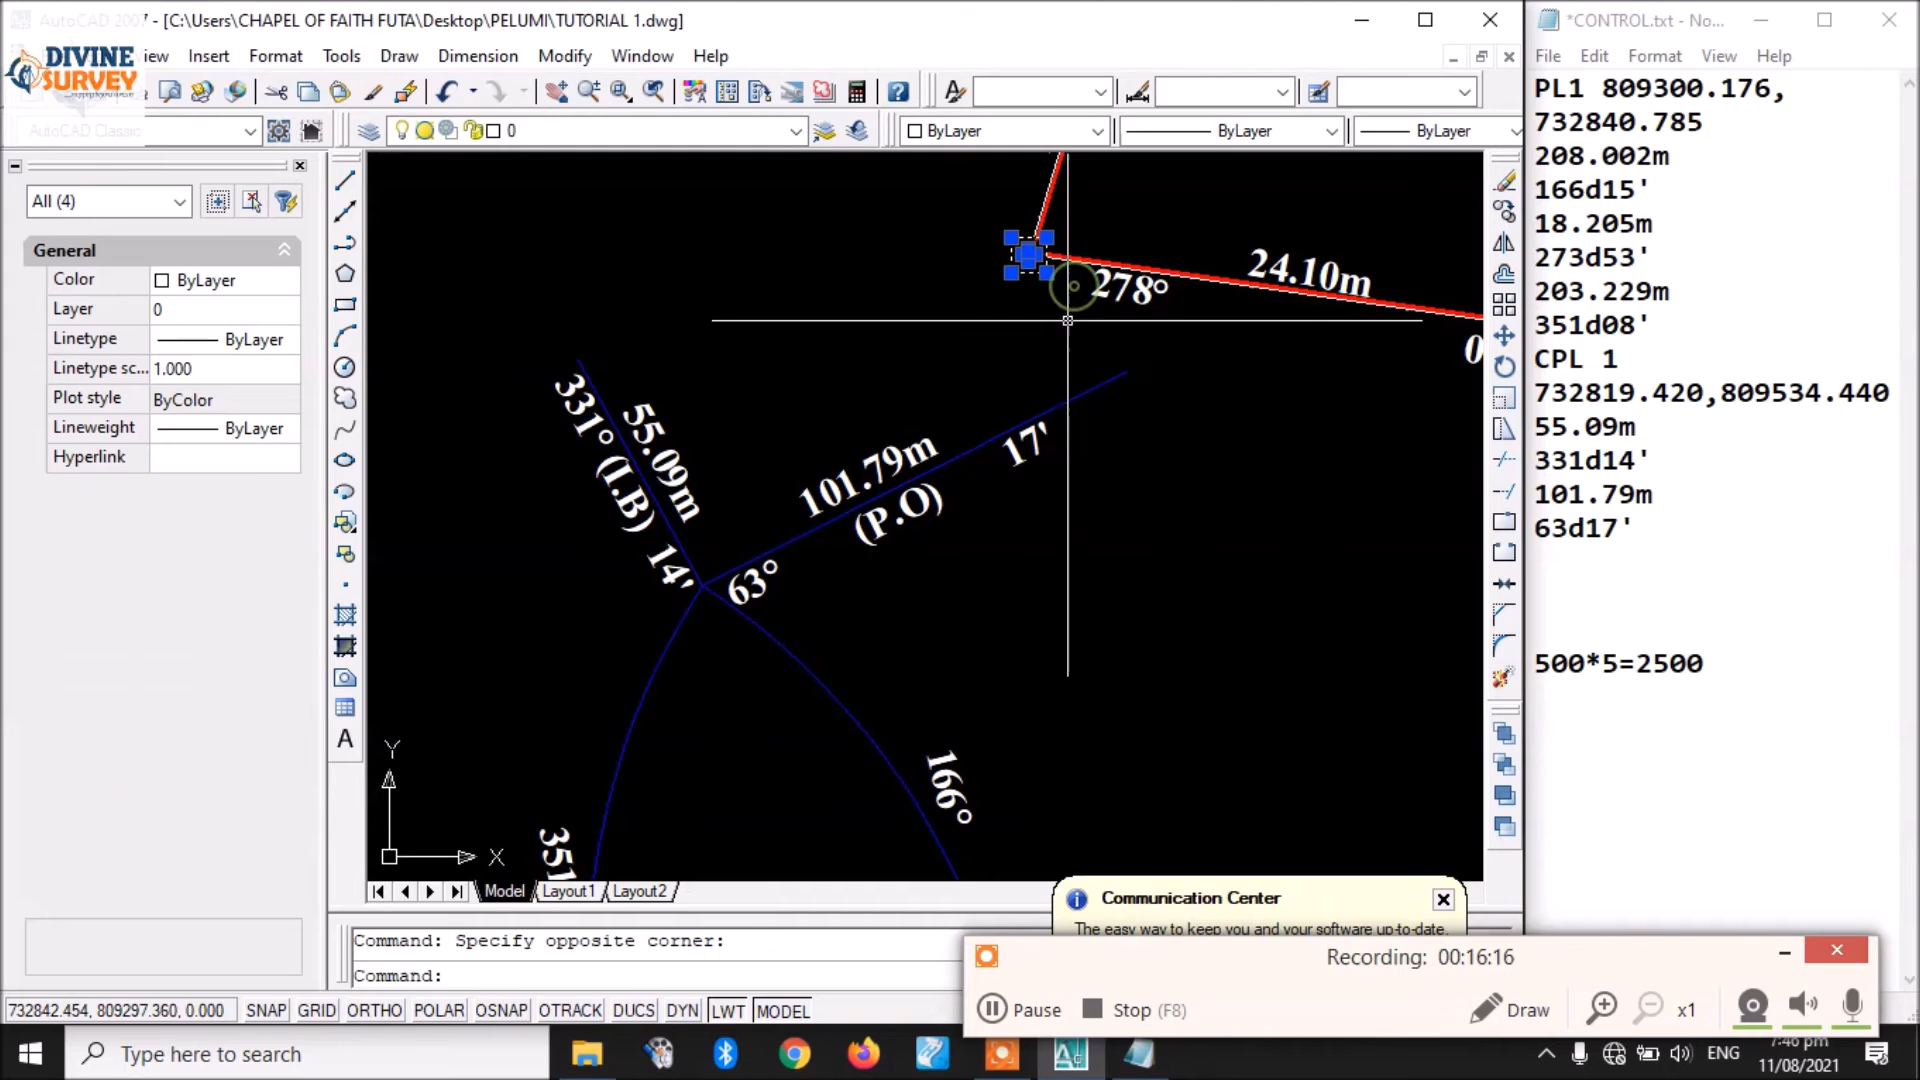 AutoCAD 2007 - [C:\Users\CHAPEL OF FAITH FUTA\Desktop\PELUMI\TUTORIAL 1.dwg]
DIVINE
SURVEY
Insert Format Tools Draw Dimension Modify Window Help
AutoCAD Classic
0
ByLayer
ByLayer
ByLayer
All (4)
General
Color ByLayer
Layer 0
Linetype ByLayer
Linetype sc... 1.000
Plot style ByColor
Lineweight ByLayer
Hyperlink
24.10m
278°
0
331° (I.B) 14'
55.09m
101.79m
(P.O)
17'
63°
166°
351
Y
X
Model Layout1 Layout2
Command: Specify opposite corner:
Command:
732842.454, 809297.360, 0.000 SNAP GRID ORTHO POLAR OSNAP OTRACK DUCS DYN LWT MODEL
Communication Center
The easy way to keep you and your software up-to-date.
Recording: 00:16:16
Pause Stop (F8) Draw x1
*CONTROL.txt - No...
File Edit Format View Help
PL1 809300.176,
732840.785
208.002m
166d15'
18.205m
273d53'
203.229m
351d08'
CPL 1
732819.420,809534.440
55.09m
331d14'
101.79m
63d17'
500*5=2500
Type here to search
ENG
7:46 pm
11/08/2021